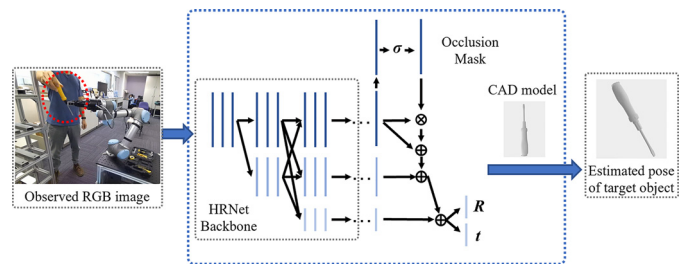 Observed RGB image
HRNet
Backbone
σ
Occlusion
Mask
R
t
CAD model
Estimated pose
of target object